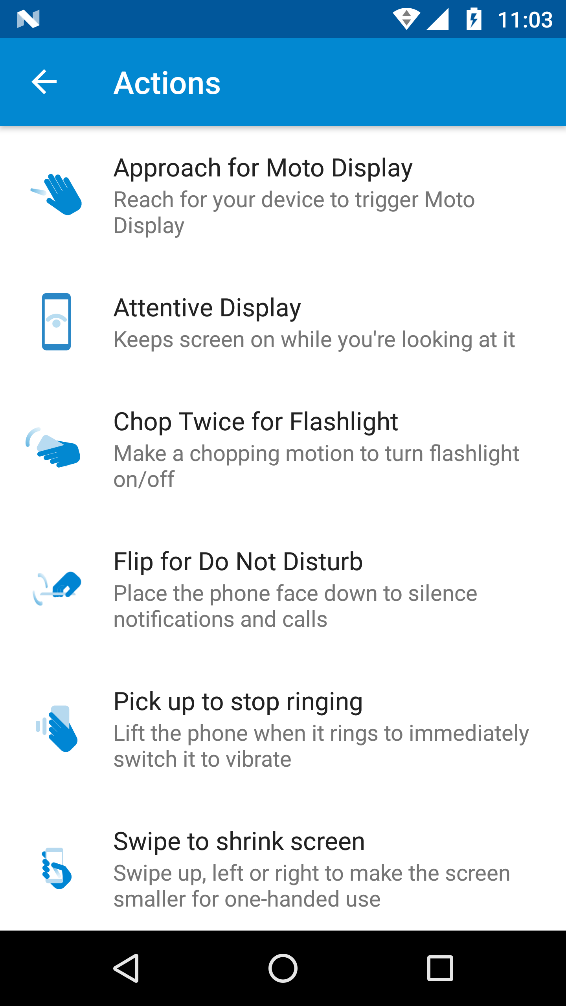 11:03
Actions
Approach for Moto Display
Reach for your device to trigger Moto
Display
Attentive Display
Keeps screen on while you're looking at it
Chop Twice for Flashlight
Make a chopping motion to turn flashlight
on/off
Flip for Do Not Disturb
Place the phone face down to silence
notifications and calls
Pick up to stop ringing
Lift the phone when it rings to immediately
switch it to vibrate
Swipe to shrink screen
Swipe up, left or right to make the screen
smaller for one-handed use